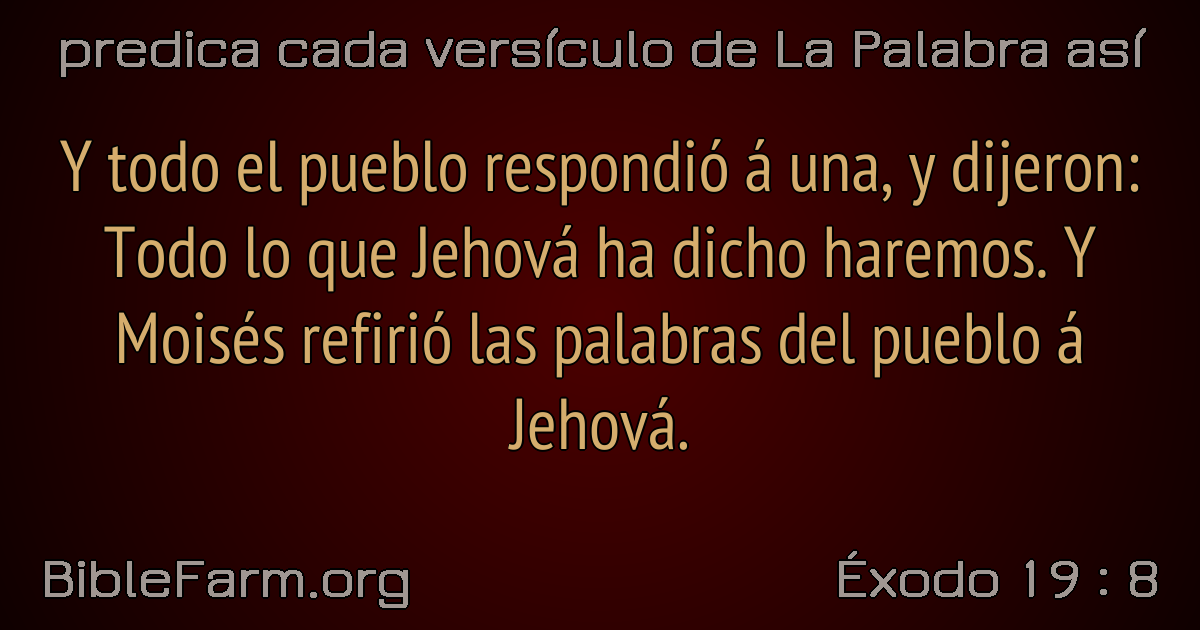 predica cada versículo de La Palabra así
Y todo el pueblo respondió á una, y dijeron:
Todo lo que Jehová ha dicho haremos. Y
Moisés refirió las palabras del pueblo á
Jehová.
BibleFarm.org
Éxodo 19 : 8